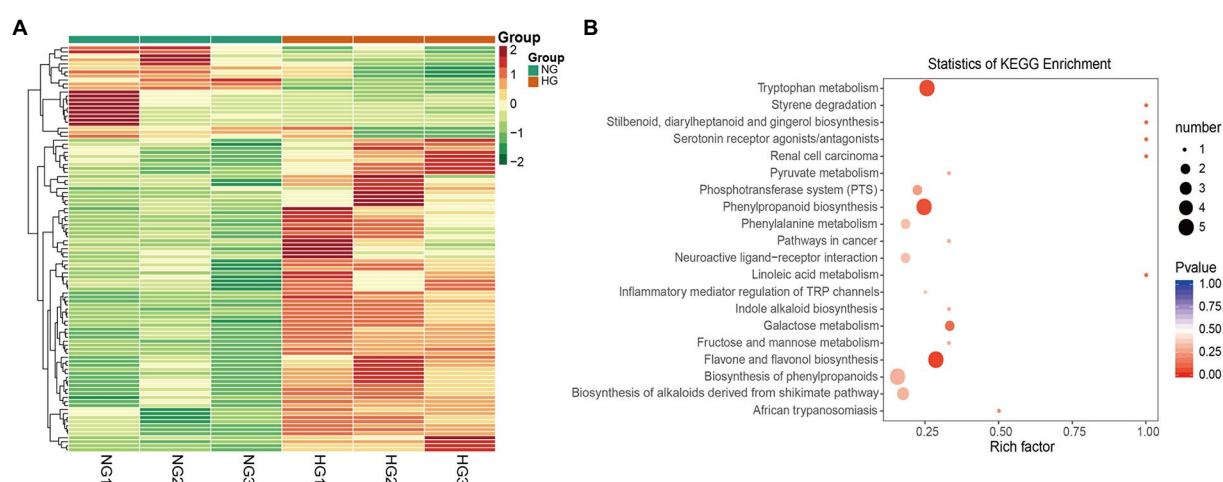 A
Group
2
1
0
−1
−2
Group
NG
HG
NG1
NG2
NG3
HG1
HG2
HG3
B
Statistics of KEGG Enrichment
Tryptophan metabolism
Styrene degradation
Stilbenoid, diarylheptanoid and gingerol biosynthesis
Serotonin receptor agonists/antagonists
Renal cell carcinoma
Pyruvate metabolism
Phosphotransferase system (PTS)
Phenylpropanoid biosynthesis
Phenylalanine metabolism
Pathways in cancer
Neuroactive ligand−receptor interaction
Linoleic acid metabolism
Inflammatory mediator regulation of TRP channels
Indole alkaloid biosynthesis
Galactose metabolism
Fructose and mannose metabolism
Flavone and flavonol biosynthesis
Biosynthesis of phenylpropanoids
Biosynthesis of alkaloids derived from shikimate pathway
African trypanosomiasis
0.25 0.50 0.75 1.00
Rich factor
number
1
2
3
4
5
Pvalue
1.00
0.75
0.50
0.25
0.00